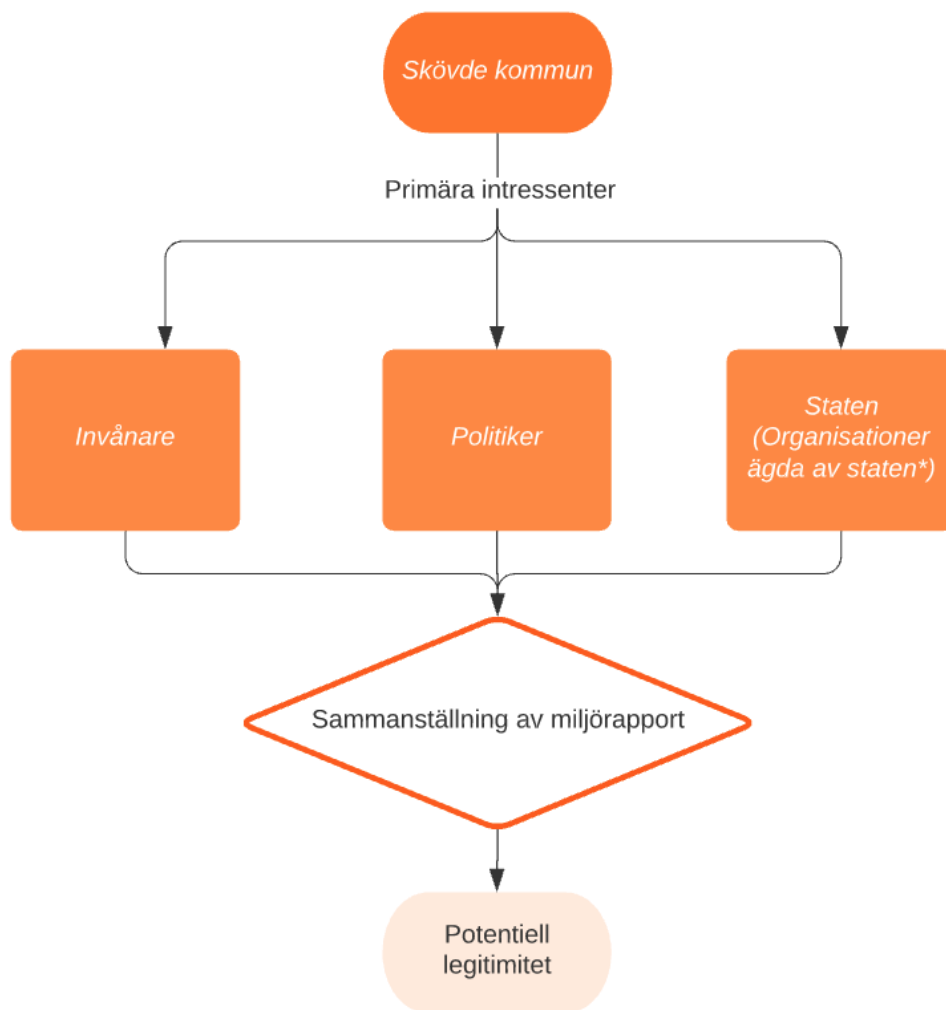 Skövde kommun
Primära intressenter
Invånare
Politiker
Staten
(Organisationer
ägda av staten*)
Sammanställning av miljörapport
Potentiell
legitimitet